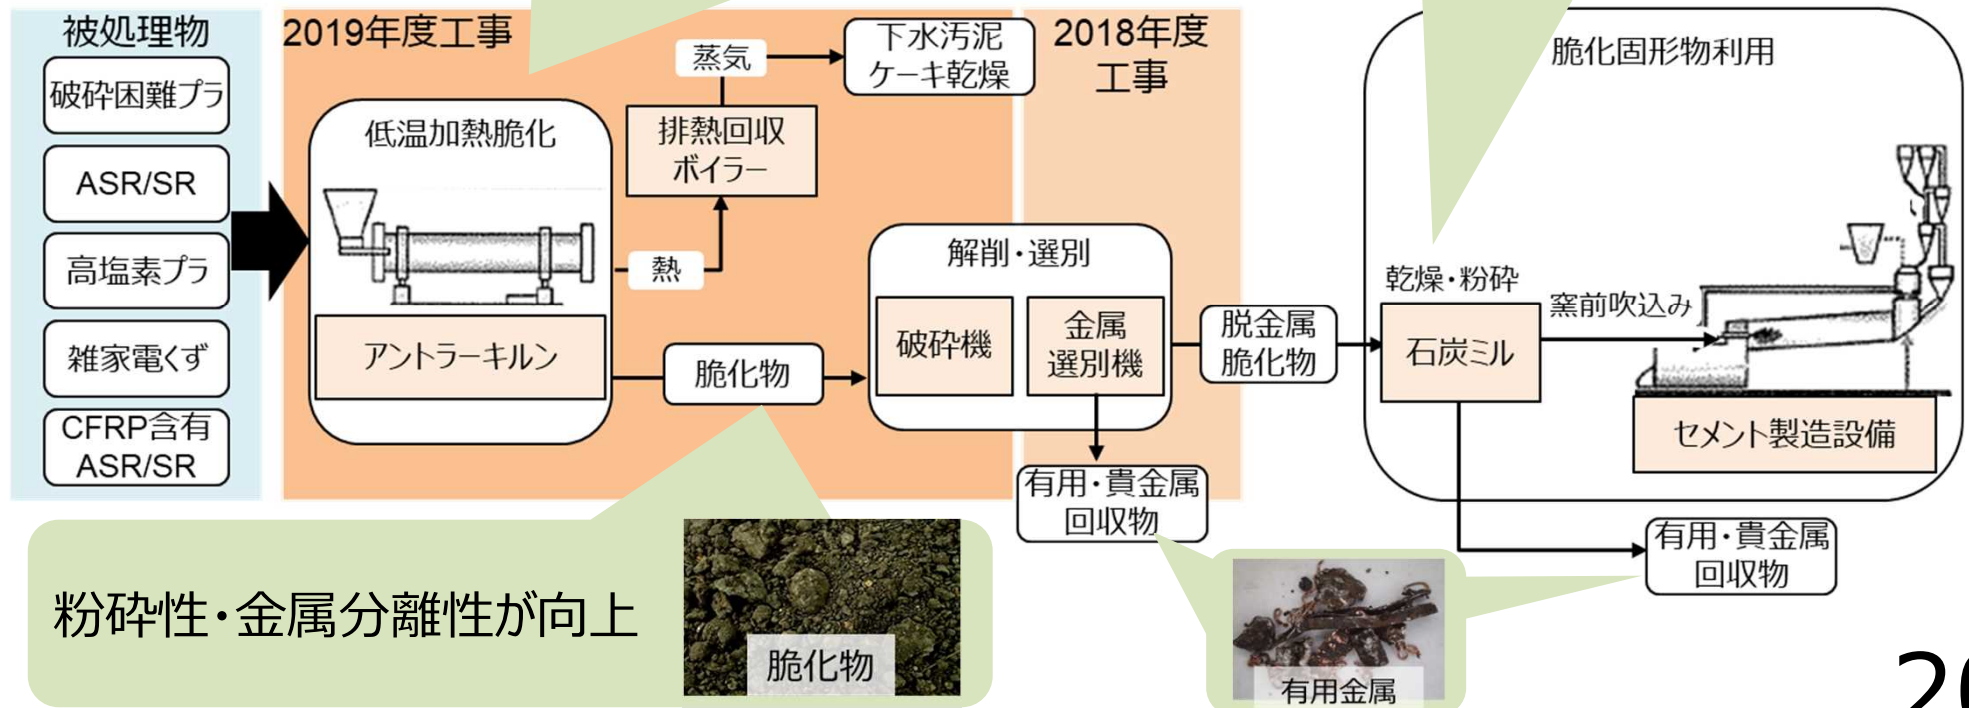 被処理物
破砕困難プラ
ASR/SR
高塩素プラ
雑家電くず
CFRP含有
ASR/SR
2019年度工事
低温加熱脆化
アントラーキルン
蒸気
下水汚泥
ケーキ乾燥
排熱回収
ボイラー
熱
脆化物
2018年度
工事
解削・選別
破砕機
金属
選別機
有用・貴金属
回収物
脱金属
脆化物
脆化固形物利用
乾燥・粉砕
石炭ミル
窯前吹込み
セメント製造設備
有用・貴金属
回収物
粉砕性・金属分離性が向上
脆化物
有用金属